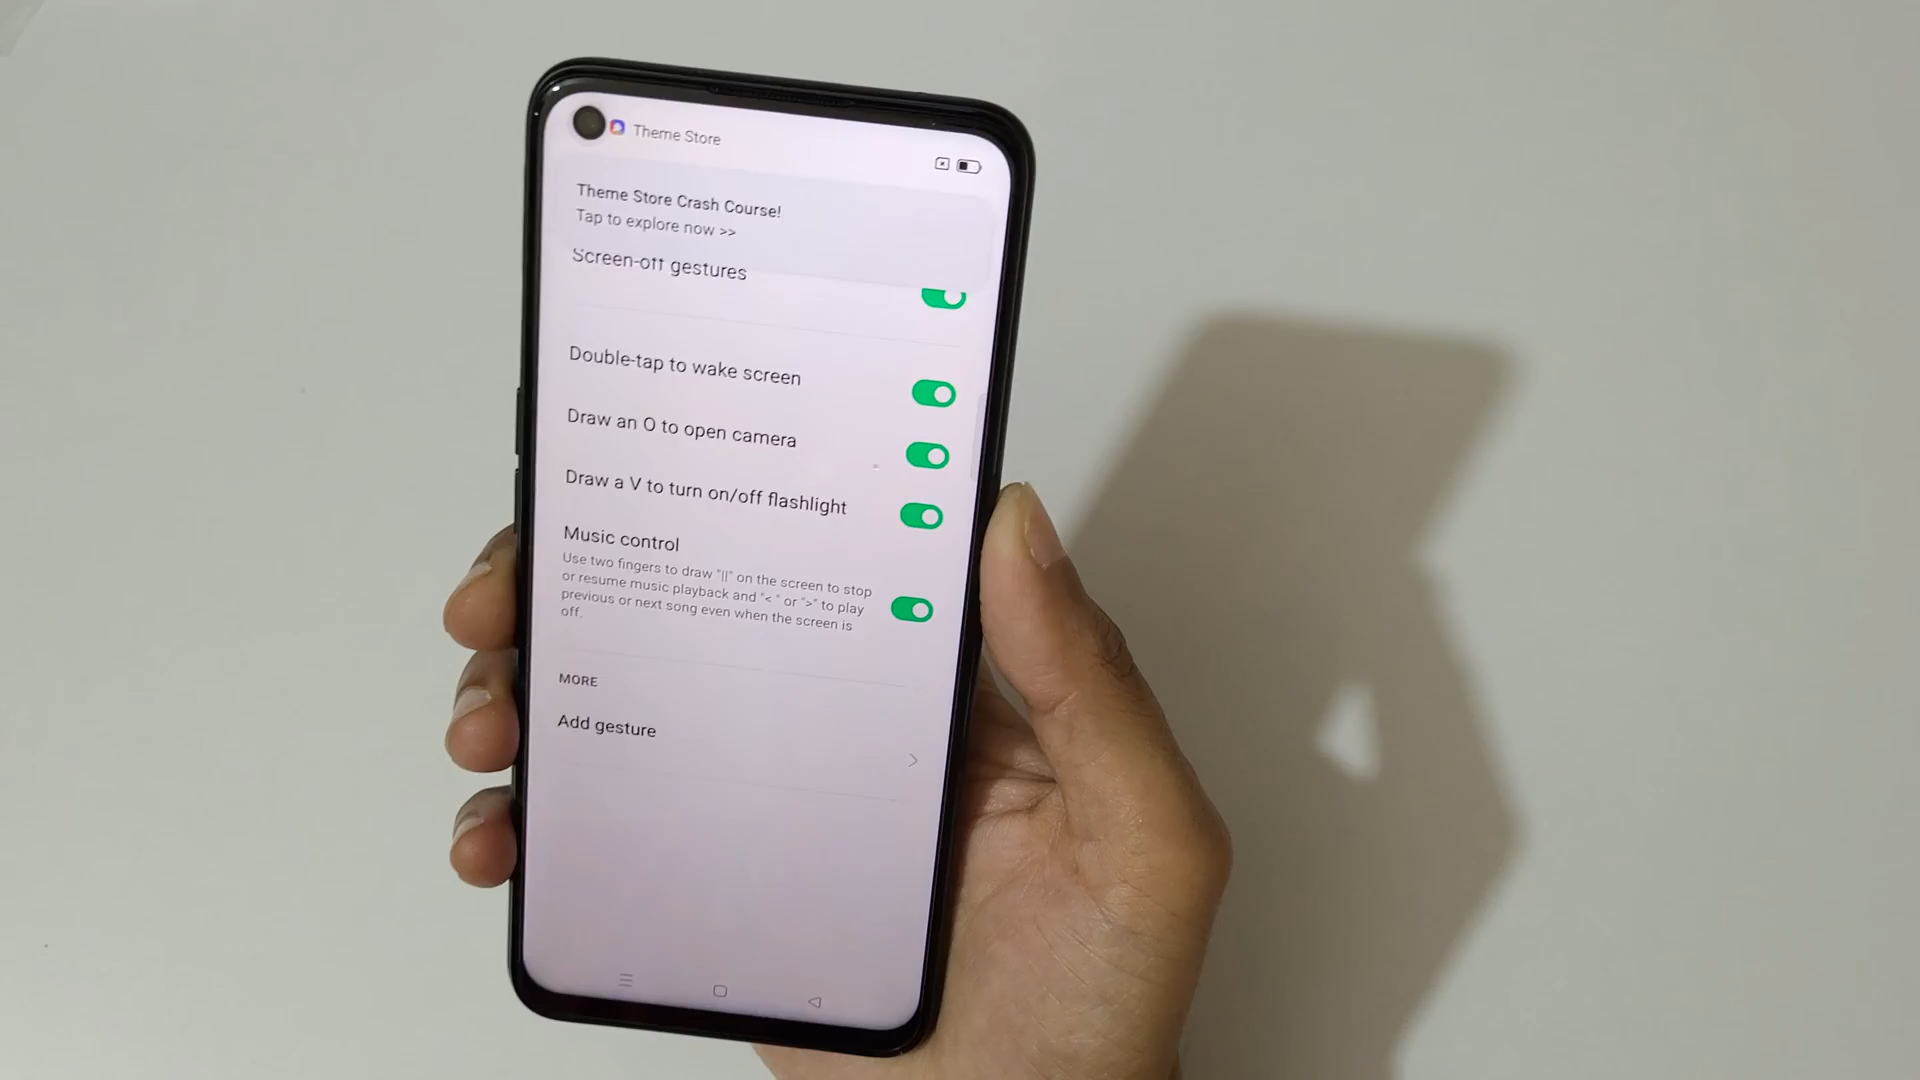 Theme Store
Theme Store Crash Course!
Tap to explore now >>
Screen-off gestures
Double-tap to wake screen
Draw an O to open camera
Draw a V to turn on/off flashlight
Music control
Use two fingers to draw "||" on the screen to stop
or resume music playback and "< " or ">" to play
previous or next song even when the screen is
off.
MORE
Add gesture